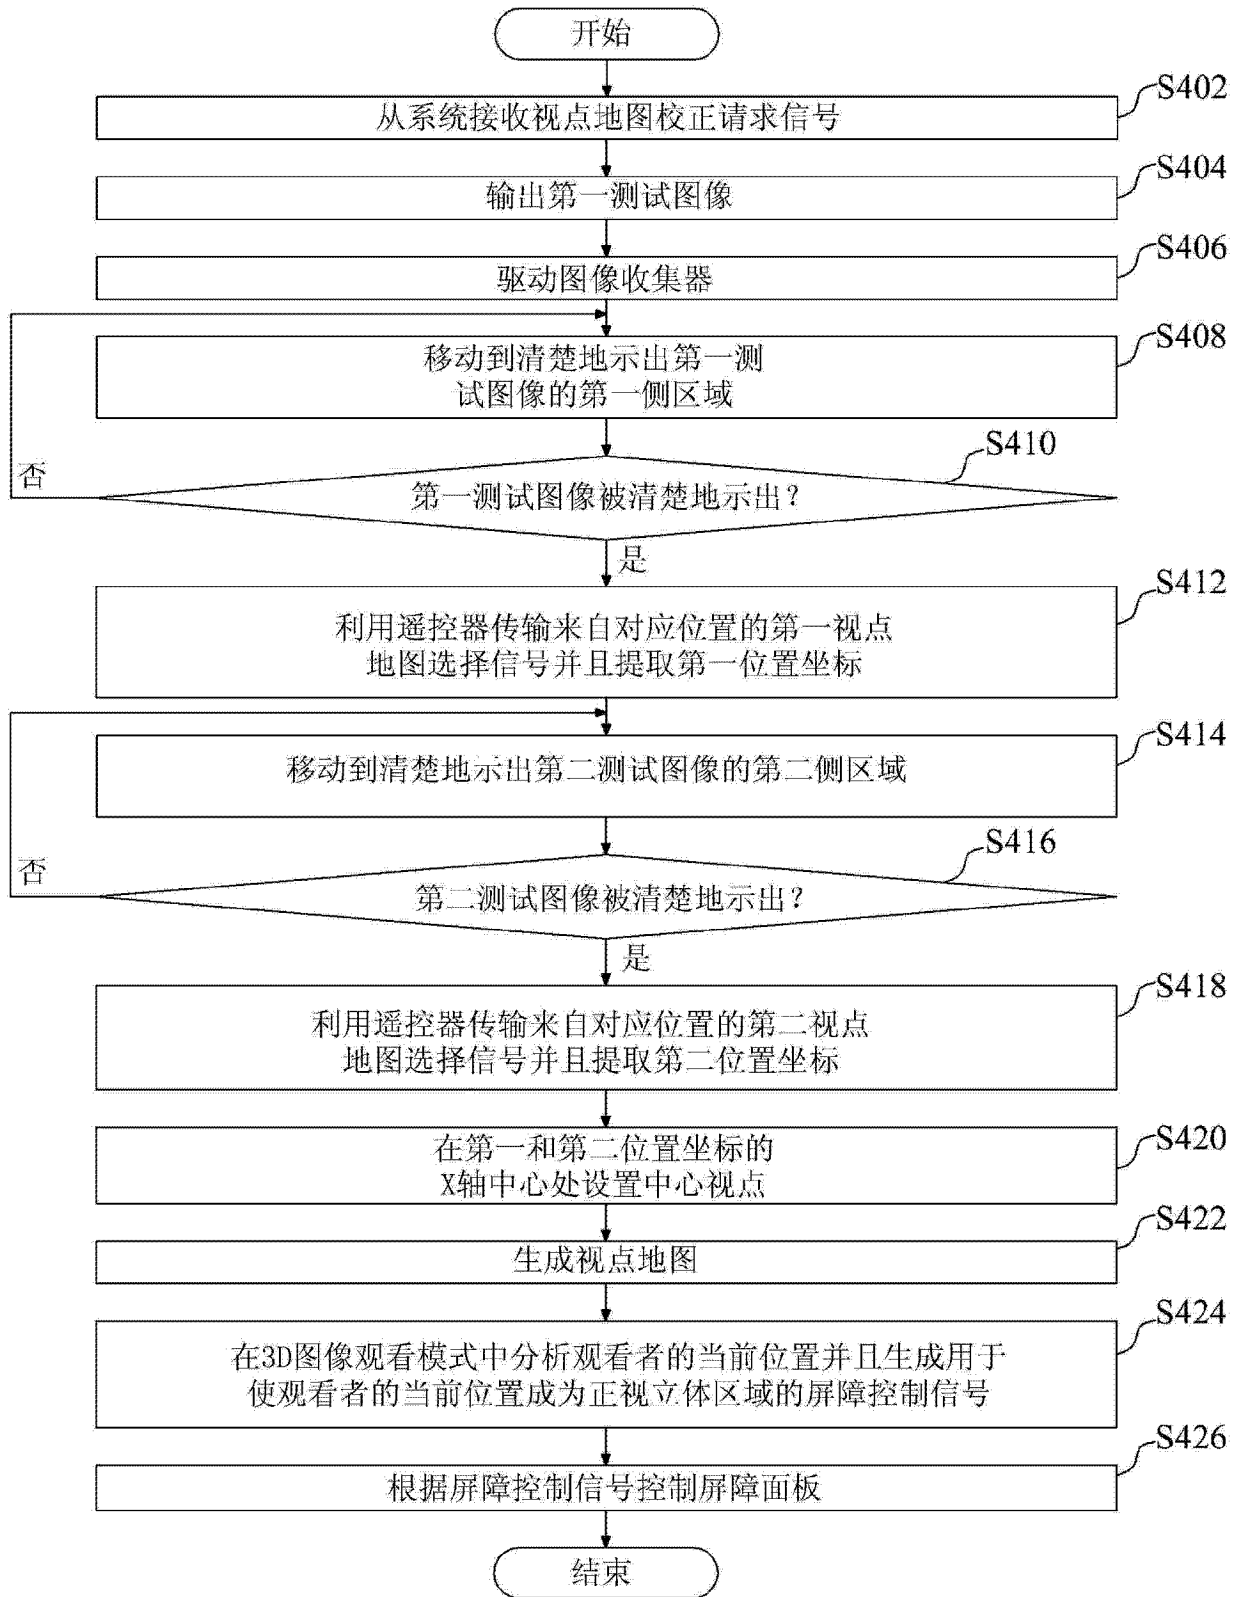 开始
S402
从系统接收视点地图校正请求信号
S404
输出第一测试图像
S406
驱动图像收集器
S408
移动到清楚地示出第一测
试图像的第一侧区域
S410
否
第一测试图像被清楚地示出？
是
S412
利用遥控器传输来自对应位置的第一视点
地图选择信号并且提取第一位置坐标
S414
移动到清楚地示出第二测试图像的第二侧区域
S416
否
第二测试图像被清楚地示出？
是
S418
利用遥控器传输来自对应位置的第二视点
地图选择信号并且提取第二位置坐标
S420
在第一和第二位置坐标的
X轴中心处设置中心视点
S422
生成视点地图
S424
在3D图像观看模式中分析观看者的当前位置并且生成用于
使观看者的当前位置成为正视立体区域的屏障控制信号
S426
根据屏障控制信号控制屏障面板
结束